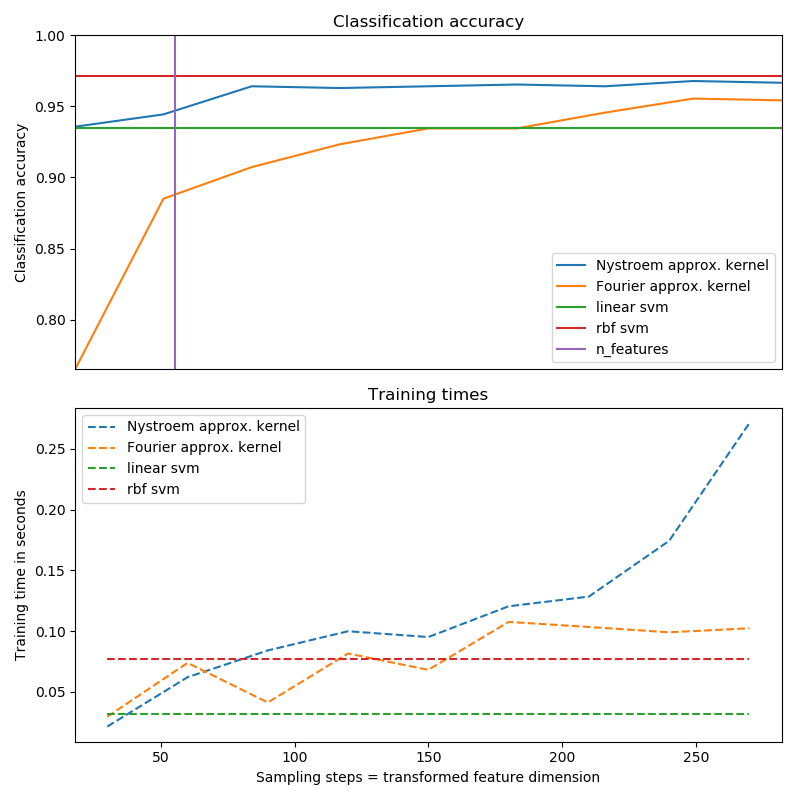 Classification accuracy
1.00
0.95
0.90
0.85
0.80
Classification accuracy
Nystroem approx. kernel
Fourier approx. kernel
linear svm
rbf svm
n_features
Training times
0.25
0.20
0.15
0.10
0.05
Training time in seconds
Nystroem approx. kernel
Fourier approx. kernel
linear svm
rbf svm
50 100 150 200 250
Sampling steps = transformed feature dimension